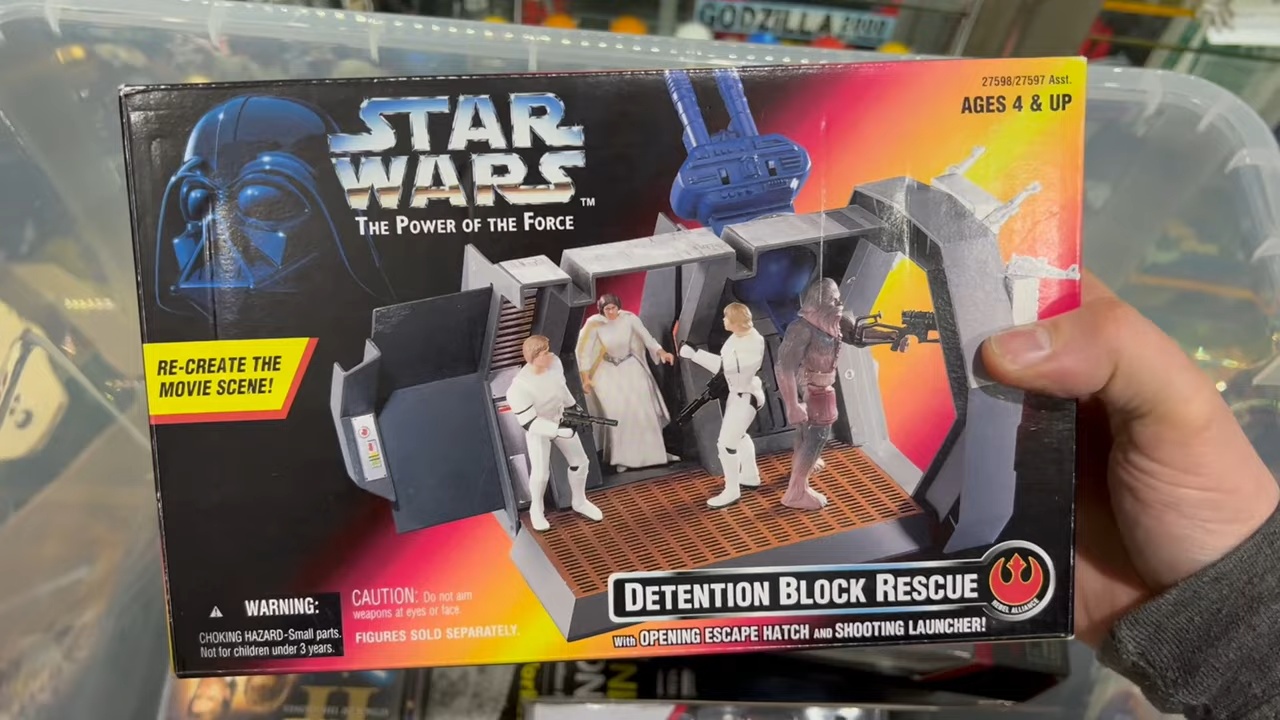 GODZILLA
27598/27597 Asst.
AGES 4 & UP
STAR
WARS™
THE POWER OF THE FORCE
RE-CREATE THE
MOVIE SCENE!
WARNING:
CHOKING HAZARD-Small parts.
Not for children under 3 years.
CAUTION: Do not aim
weapons at eyes or face.
FIGURES SOLD SEPARATELY.
DETENTION BLOCK RESCUE
REBEL ALLIANCE
With OPENING ESCAPE HATCH AND SHOOTING LAUNCHER!
II